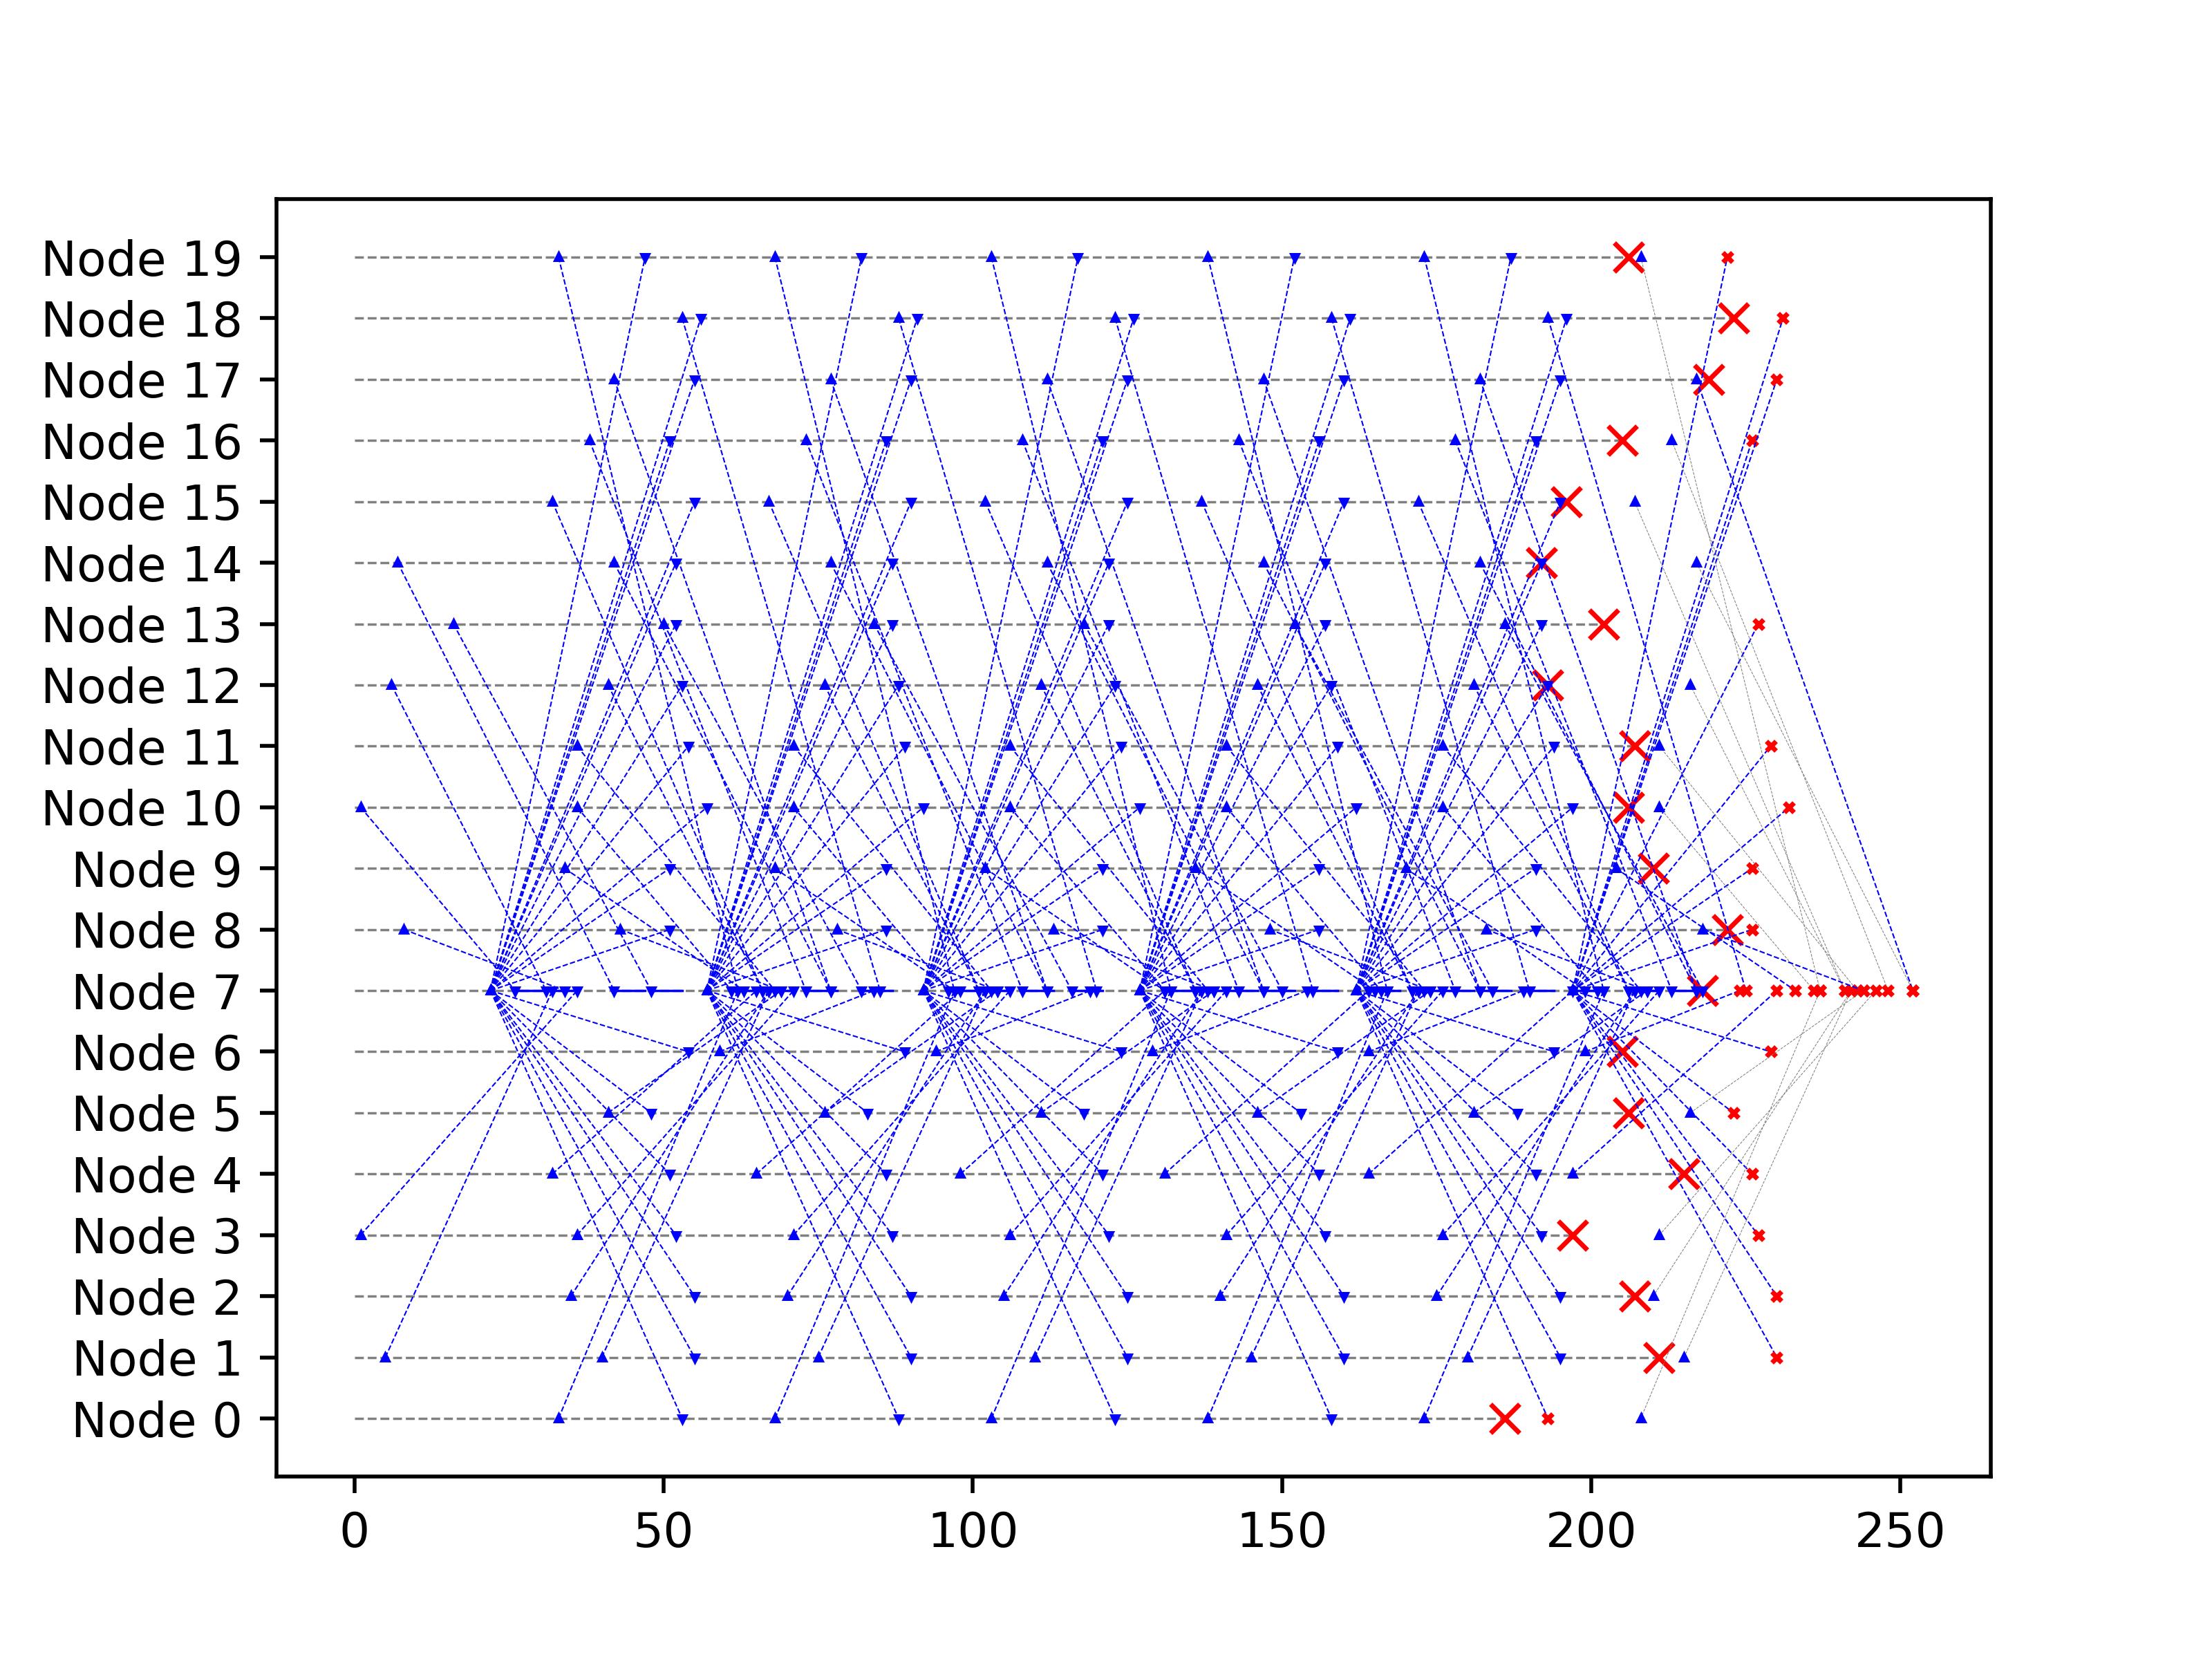 Node 19
Node 18
Node 17
Node 16
Node 15
Node 14
Node 13
Node 12
Node 11
Node 10
Node 9
Node 8
Node 7
Node 6
Node 5
Node 4
Node 3
Node 2
Node 1
Node 0
0 50 100 150 200 250